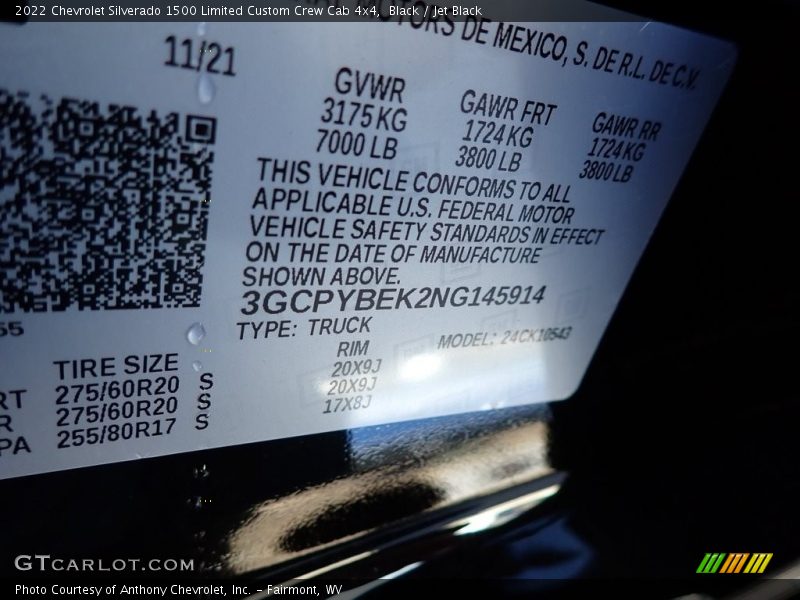 2022 Chevrolet Silverado 1500 Limited Custom Crew Cab 4x4, Black / Jet Black
MOTORS DE MEXICO, S. DE R.L. DE C.V.
11/21
GVWR
3175 KG
7000 LB
GAWR FRT
1724 KG
3800 LB
GAWR RR
1724 KG
3800 LB
THIS VEHICLE CONFORMS TO ALL
APPLICABLE U.S. FEDERAL MOTOR
VEHICLE SAFETY STANDARDS IN EFFECT
ON THE DATE OF MANUFACTURE
SHOWN ABOVE.
3GCPYBEK2NG145914
TYPE: TRUCK
MODEL: 24CK10543
55
TIRE SIZE
RIM
RT 275/60R20 S 20X9J
R 275/60R20 S 20X9J
PA 255/80R17 S 17X8J
GTCARLOT.COM
Photo Courtesy of Anthony Chevrolet, Inc. – Fairmont, WV